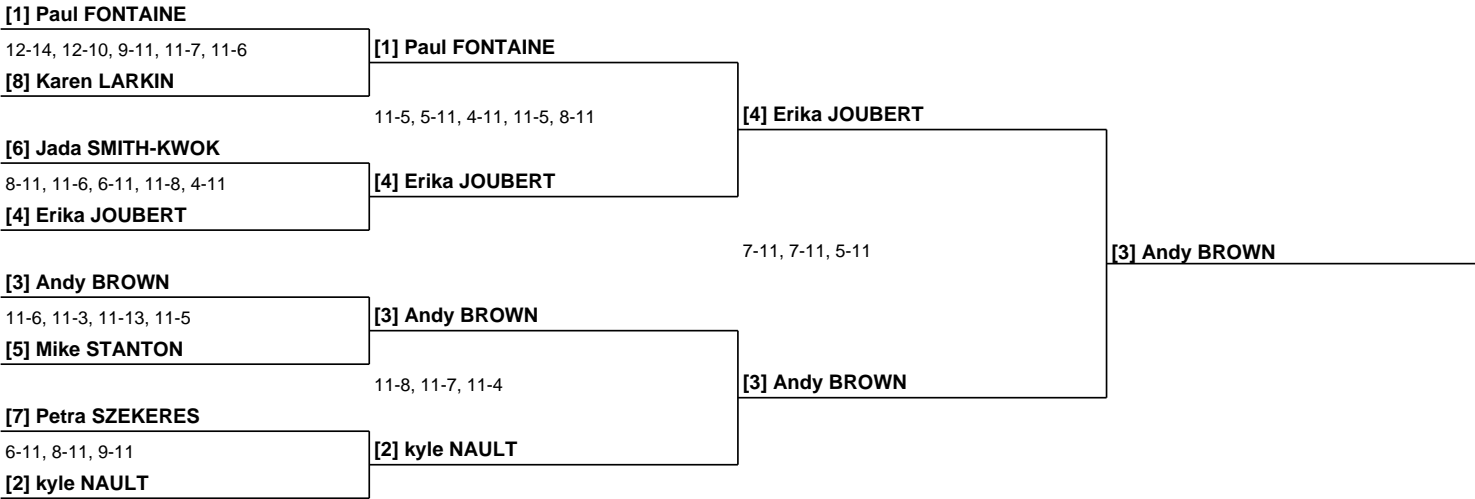 [1] Paul FONTAINE
12-14, 12-10, 9-11, 11-7, 11-6
[8] Karen LARKIN
[1] Paul FONTAINE
11-5, 5-11, 4-11, 11-5, 8-11
[6] Jada SMITH-KWOK
8-11, 11-6, 6-11, 11-8, 4-11
[4] Erika JOUBERT
[4] Erika JOUBERT
[4] Erika JOUBERT
7-11, 7-11, 5-11
[3] Andy BROWN
[3] Andy BROWN
11-6, 11-3, 11-13, 11-5
[5] Mike STANTON
[3] Andy BROWN
11-8, 11-7, 11-4
[3] Andy BROWN
[7] Petra SZEKERES
6-11, 8-11, 9-11
[2] kyle NAULT
[2] kyle NAULT